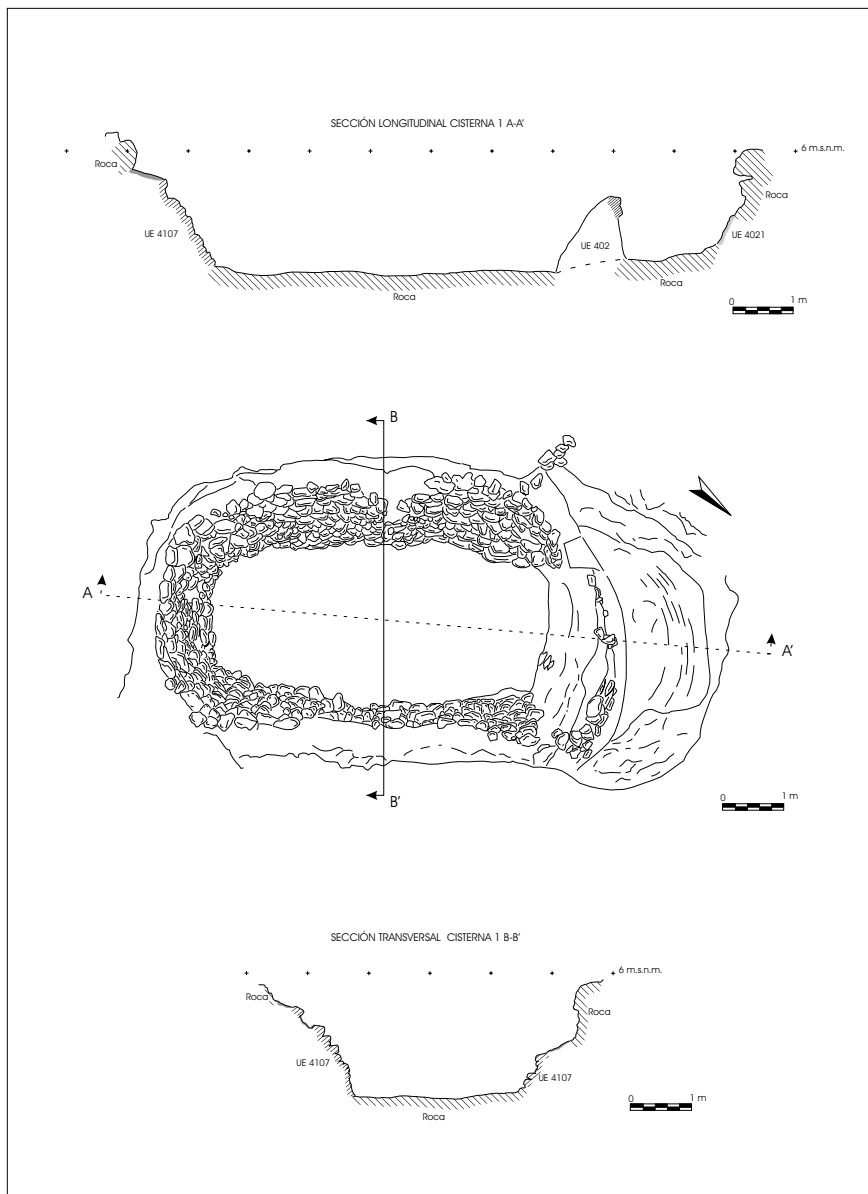 SECCIÓN LONGITUDINAL CISTERNA 1 A-A'
6 m.s.n.m.
Roca
Roca
UE 4107
UE 402
UE 4021
Roca
Roca
0 1 m
B
A
A'
B'
0 1 m
SECCIÓN TRANSVERSAL CISTERNA 1 B-B'
6 m.s.n.m.
Roca
Roca
UE 4107
UE 4107
Roca
0 1 m